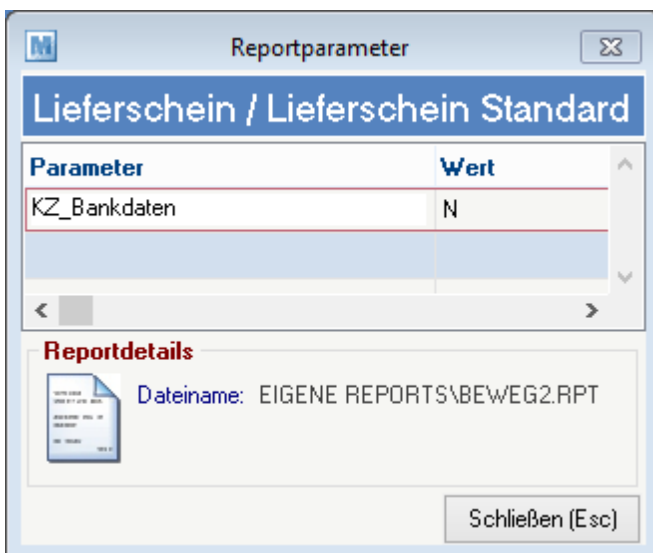 Reportparameter
Lieferschein / Lieferschein Standard
Parameter Wert
KZ_Bankdaten N
Reportdetails
Dateiname: EIGENE REPORTS\BEWEG2.RPT
Schließen (Esc)